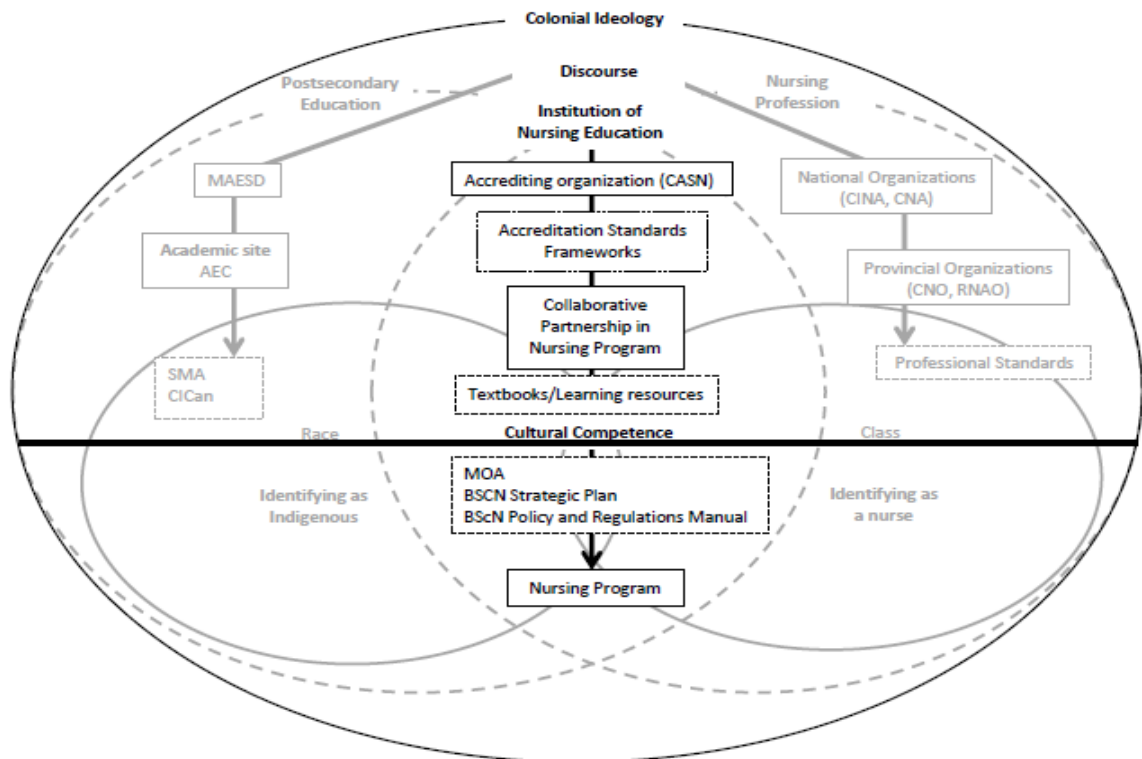 Colonial Ideology
Discourse
Postsecondary
Education
Nursing
Profession
Institution of
Nursing Education
MAESD
Accrediting organization (CASN)
National Organizations
(CINA, CNA)
Academic site
AEC
Accreditation Standards
Frameworks
Provincial Organizations
(CNO, RNAO)
Collaborative
Partnership in
Nursing Program
SMA
CICan
Professional Standards
Textbooks/Learning resources
Race
Cultural Competence
Class
Identifying as
Indigenous
MOA
BSCN Strategic Plan
BScN Policy and Regulations Manual
Identifying as
a nurse
Nursing Program